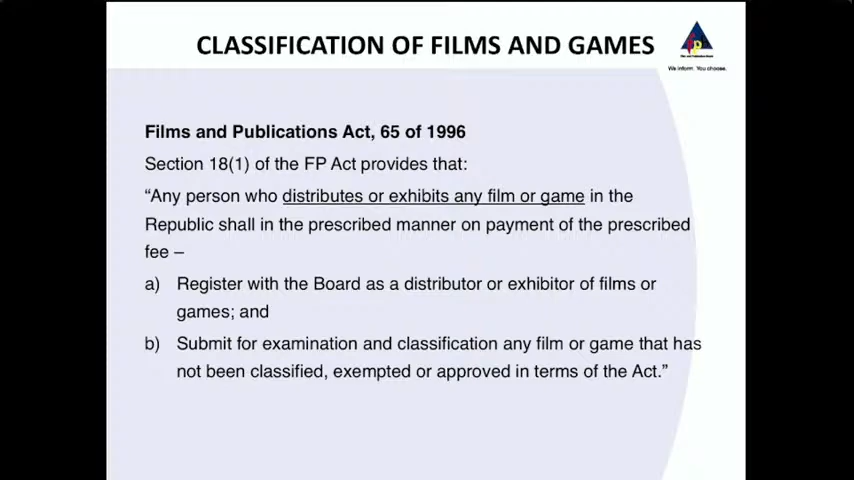 CLASSIFICATION OF FILMS AND GAMES
We inform. You choose.
Films and Publications Act, 65 of 1996
Section 18(1) of the FP Act provides that:
“Any person who distributes or exhibits any film or game in the
Republic shall in the prescribed manner on payment of the prescribed
fee –
a) Register with the Board as a distributor or exhibitor of films or
games; and
b) Submit for examination and classification any film or game that has
not been classified, exempted or approved in terms of the Act.”